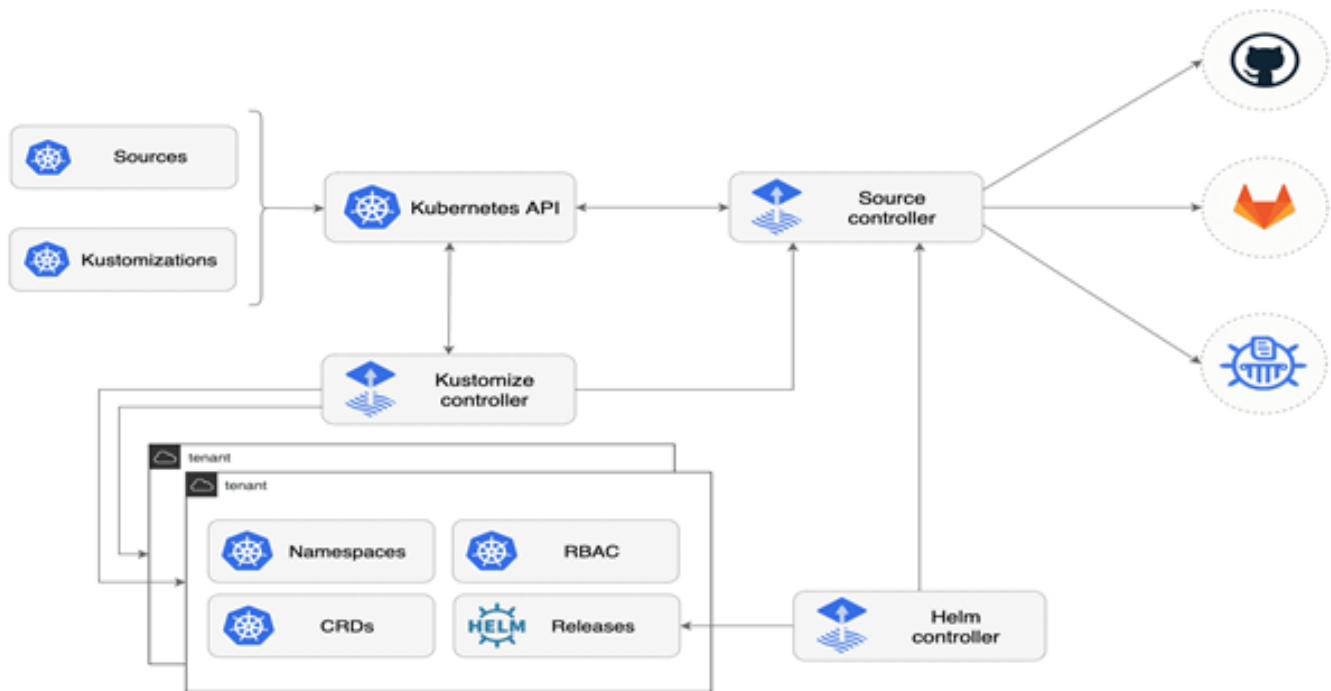 Sources
Kustomizations
Kubernetes API
Source
controller
Kustomize
controller
tenant
tenant
Namespaces
RBAC
CRDs
HELM
Releases
Helm
controller